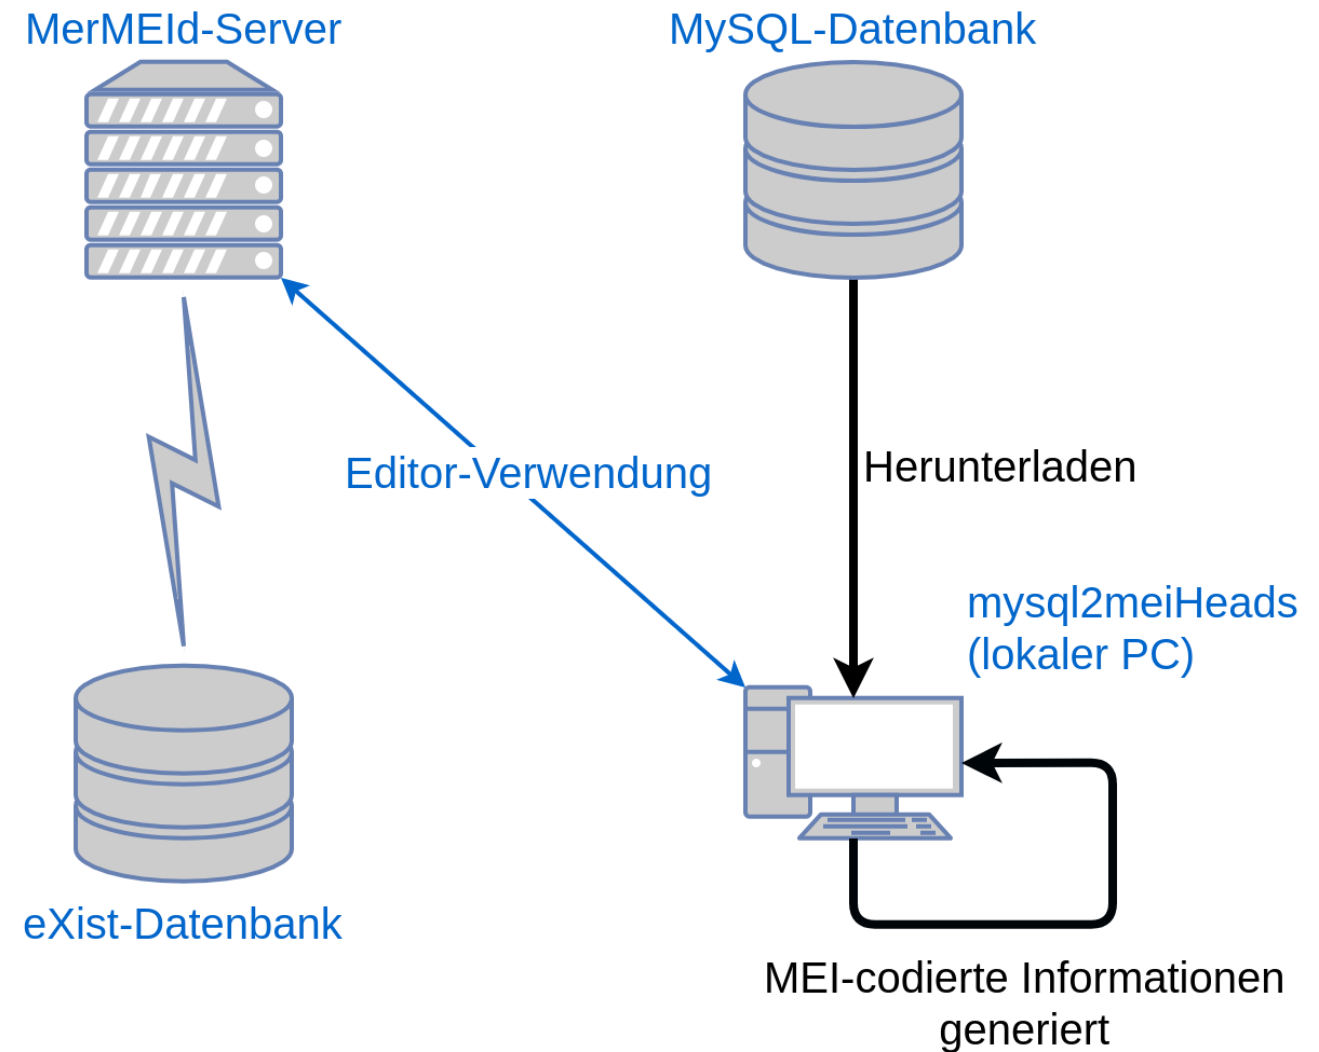 MerMEId-Server
MySQL-Datenbank
Editor-Verwendung
Herunterladen
mysql2meiHeads
(lokaler PC)
eXist-Datenbank
MEI-codierte Informationen
generiert